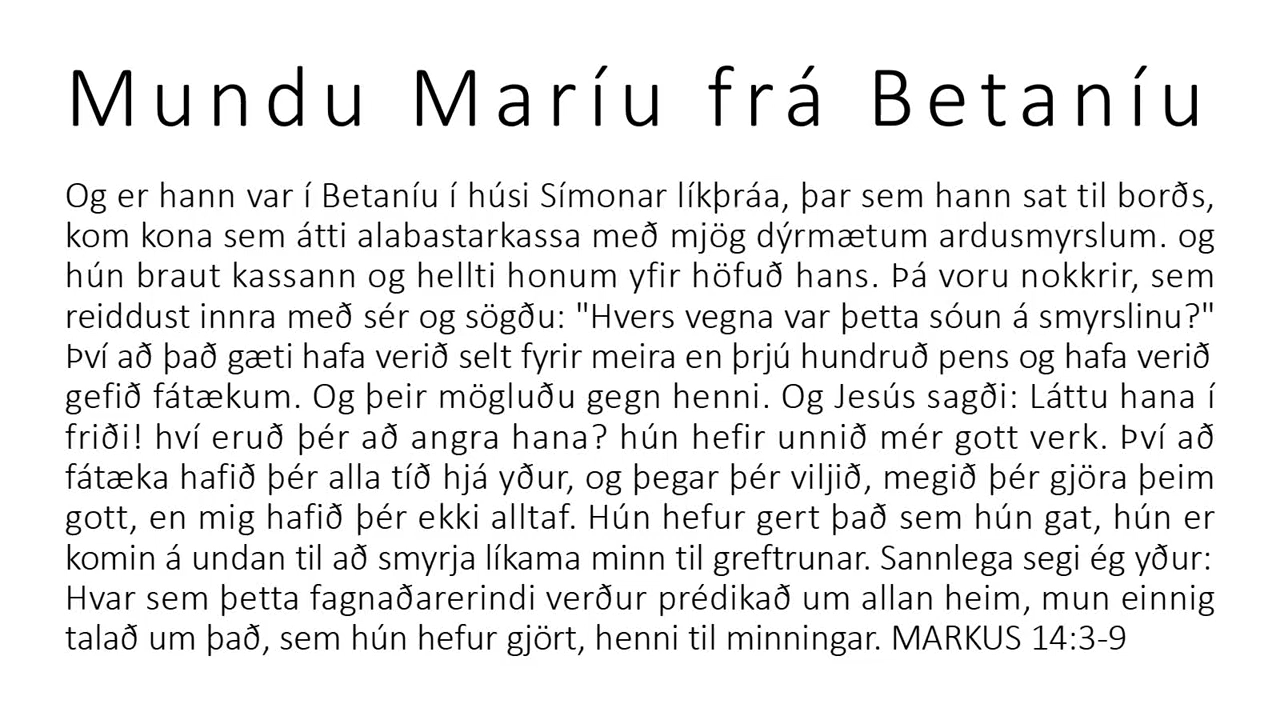 Mundu Maríu frá Betaníu
Og er hann var í Betaníu í húsi Símonar líkþráa, þar sem hann sat til borðs,
kom kona sem átti alabastarkassa með mjög dýrmætum ardusmyrslum. og
hún braut kassann og hellti honum yfir höfuð hans. Þá voru nokkrir, sem
reiddust innra með sér og sögðu: "Hvers vegna var þetta sóun á smyrslinu?"
Því að það gæti hafa verið selt fyrir meira en þrjú hundruð pens og hafa verið
gefið fátækum. Og þeir mögluðu gegn henni. Og Jesús sagði: Láttu hana í
friði! hví eruð þér að angra hana? hún hefir unnið mér gott verk. Því að
fátæka hafið þér alla tíð hjá yður, og þegar þér viljið, megið þér gjöra þeim
gott, en mig hafið þér ekki alltaf. Hún hefur gert það sem hún gat, hún er
komin á undan til að smyrja líkama minn til greftrunar. Sannlega segi ég yður:
Hvar sem þetta fagnaðarerindi verður prédikað um allan heim, mun einnig
talað um það, sem hún hefur gjört, henni til minningar. MARKUS 14:3-9